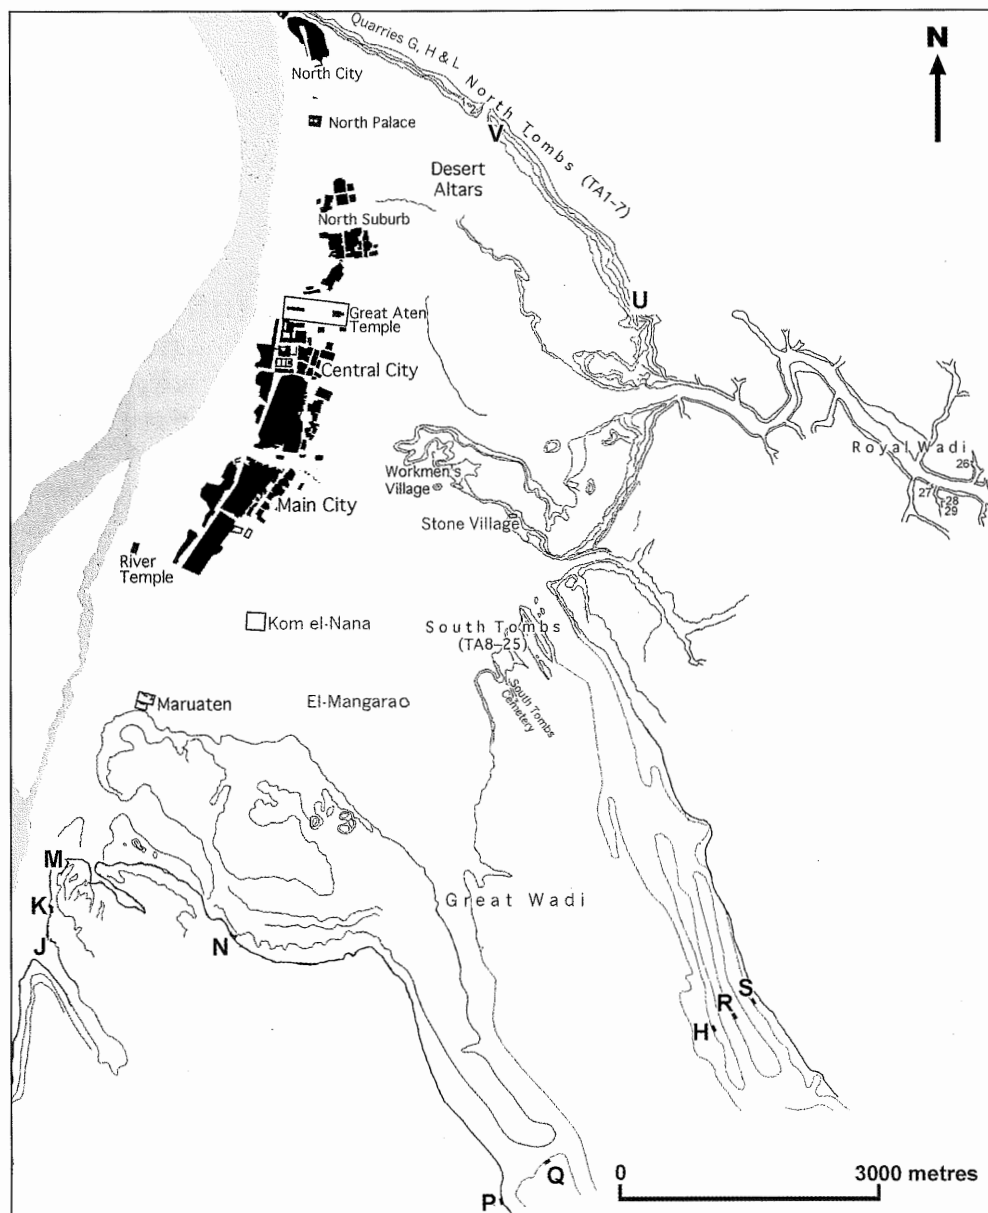 N
Quarries G, H & L
North Tombs (TA1–7)
North City
North Palace
V
Desert
Altars
North Suburb
U
Great Aten
Temple
Central City
Royal Wadi
26
27
28
29
Workmen's
Village
Main City
Stone Village
River
Temple
Kom el-Nana
South Tombs
(TA8–25)
South Tombs
Cemetery
Maruaten
El-Mangara
M
K
J
N
Great Wadi
S
R
H
Q
P
0 3000 metres